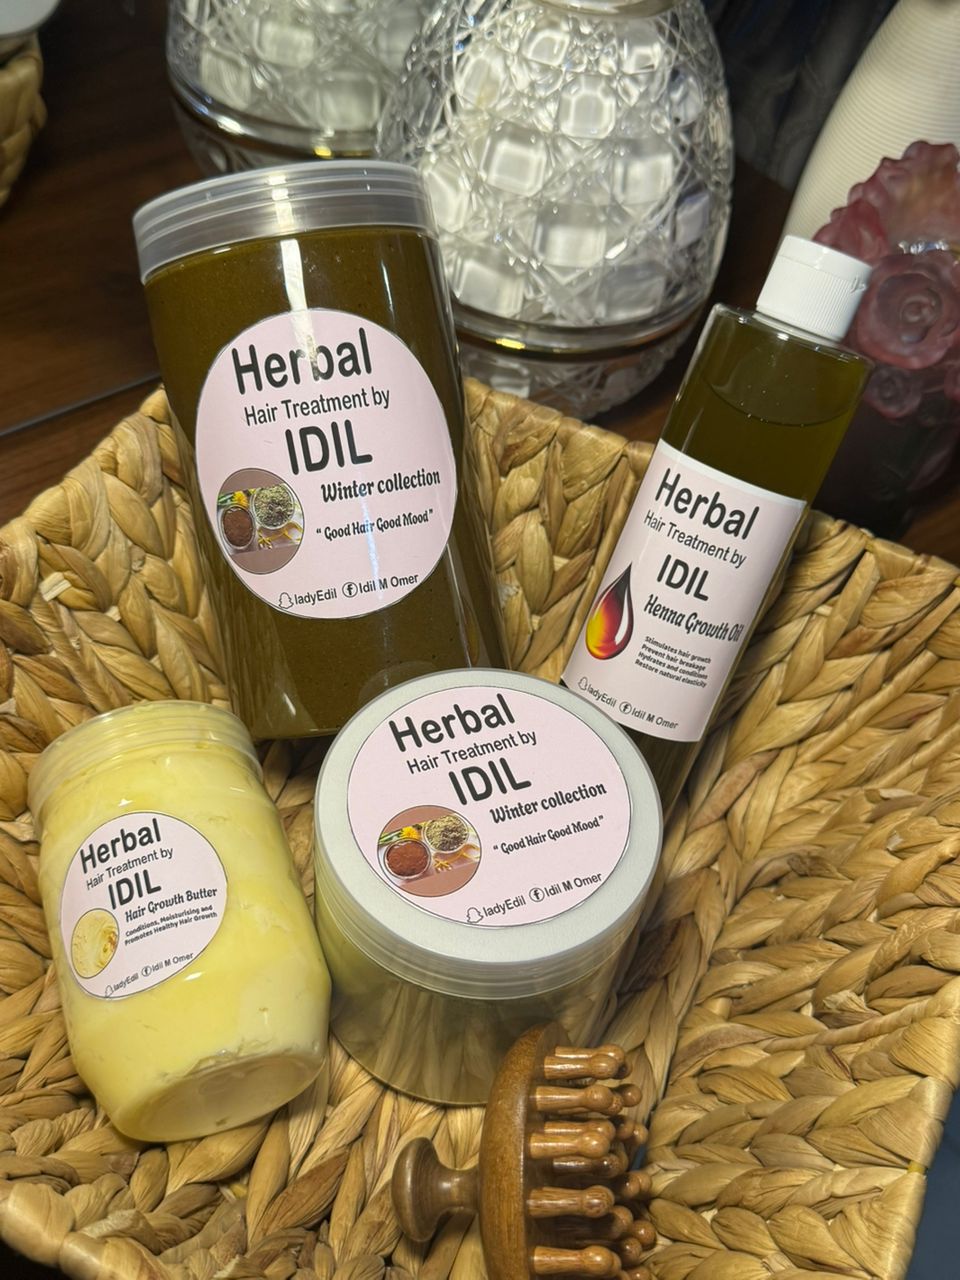 Herbal
Hair Treatment by
IDIL
Winter collection
“ Good Hair Good Mood”
ladyEdil Idil M Omer
Herbal
Hair Treatment by
IDIL
Henna Growth Oil
Stimulates hair growth
Prevent hair breakage
Hydrates and conditions
Restore natural elasticity
ladyEdil Idil M Omer
Herbal
Hair Treatment by
IDIL
Winter collection
“ Good Hair Good Mood”
ladyEdil Idil M Omer
Herbal
Hair Treatment by
IDIL
Hair Growth Butter
Conditions, Moisturising and
Promotes Healthy Hair Growth
ladyEdil Idil M Omer